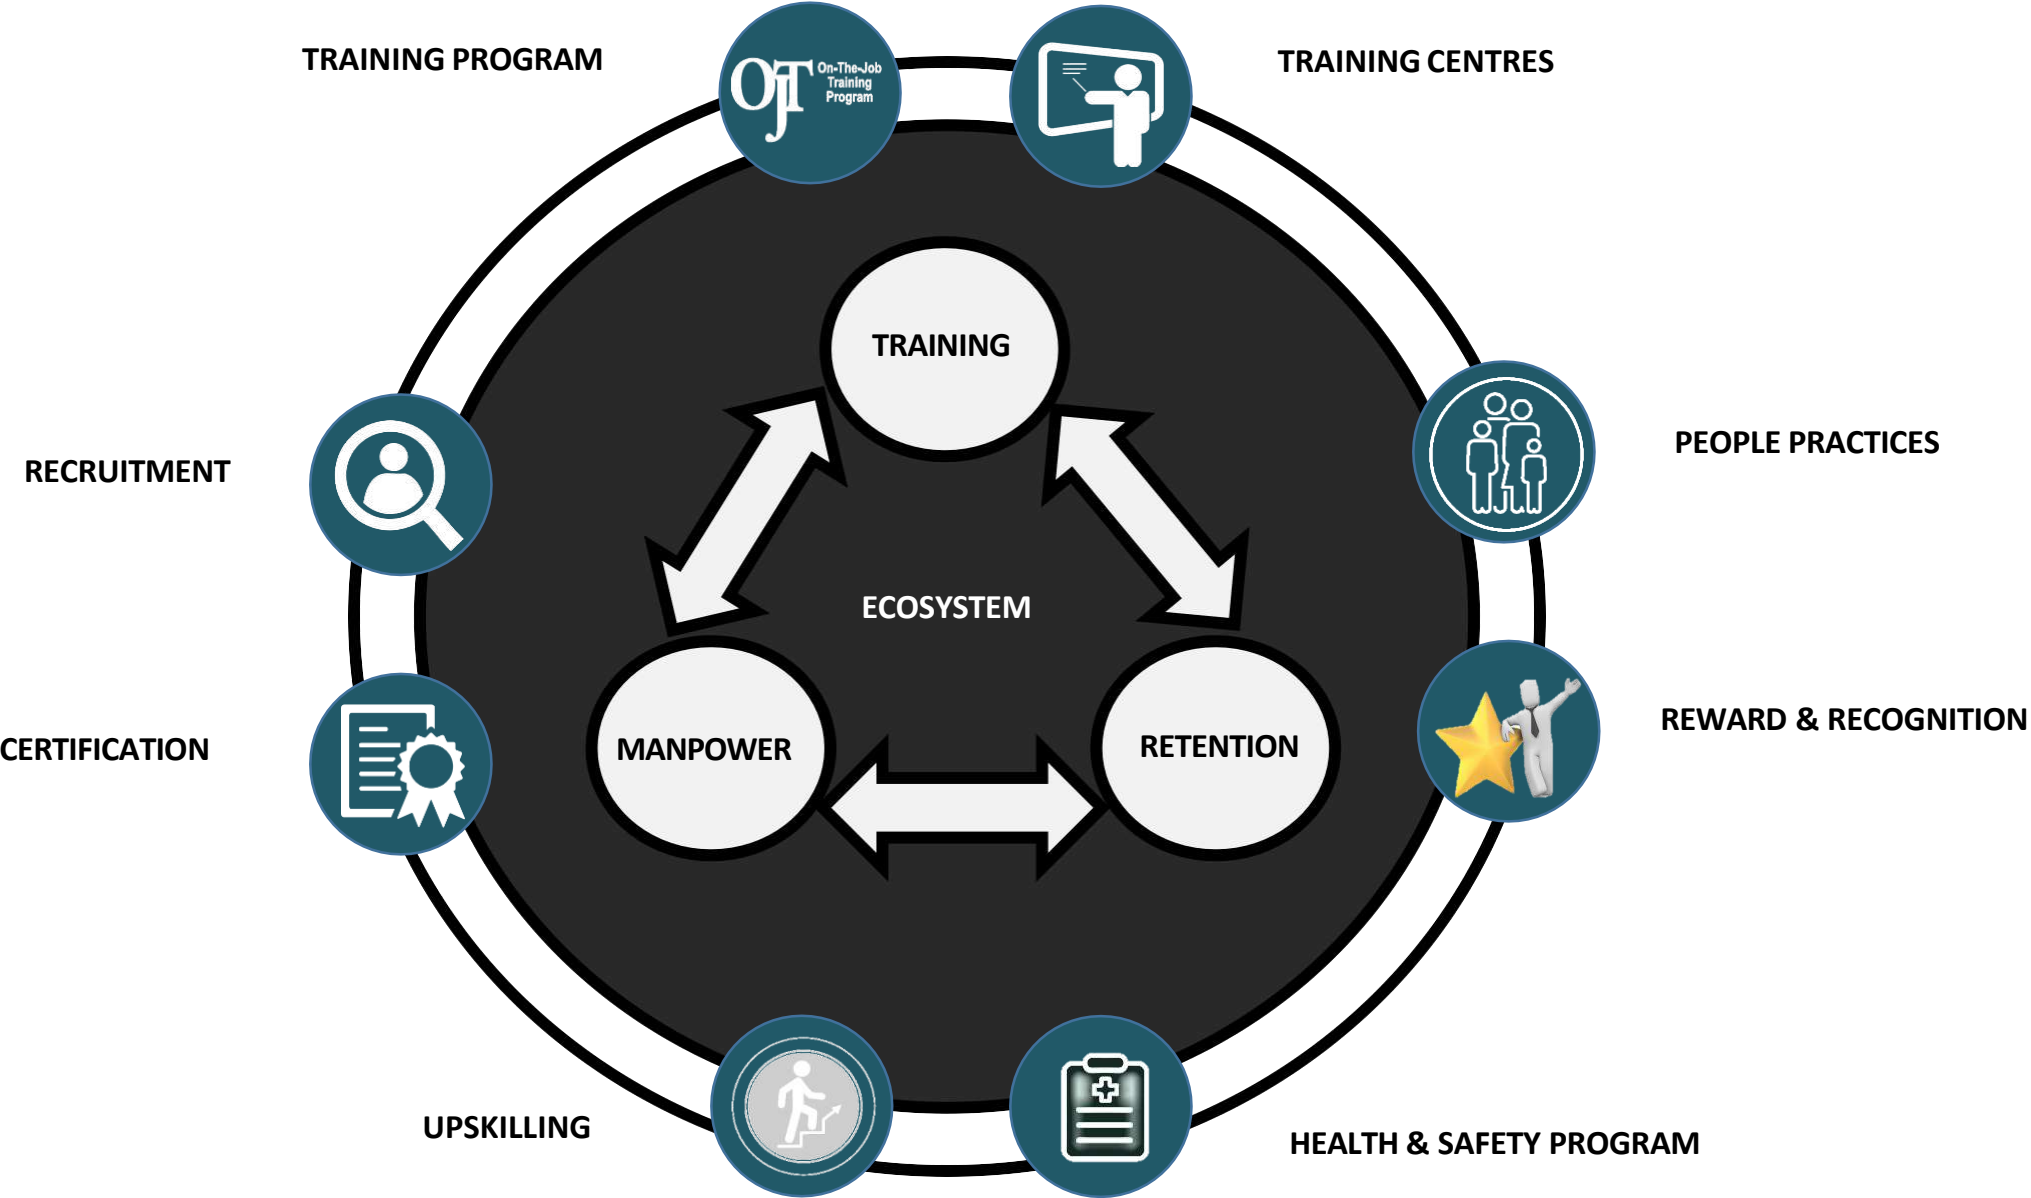 TRAINING PROGRAM
OJT
On-The-Job
Training
Program
TRAINING CENTRES
TRAINING
PEOPLE PRACTICES
RECRUITMENT
ECOSYSTEM
CERTIFICATION
MANPOWER
RETENTION
REWARD & RECOGNITION
UPSKILLING
HEALTH & SAFETY PROGRAM